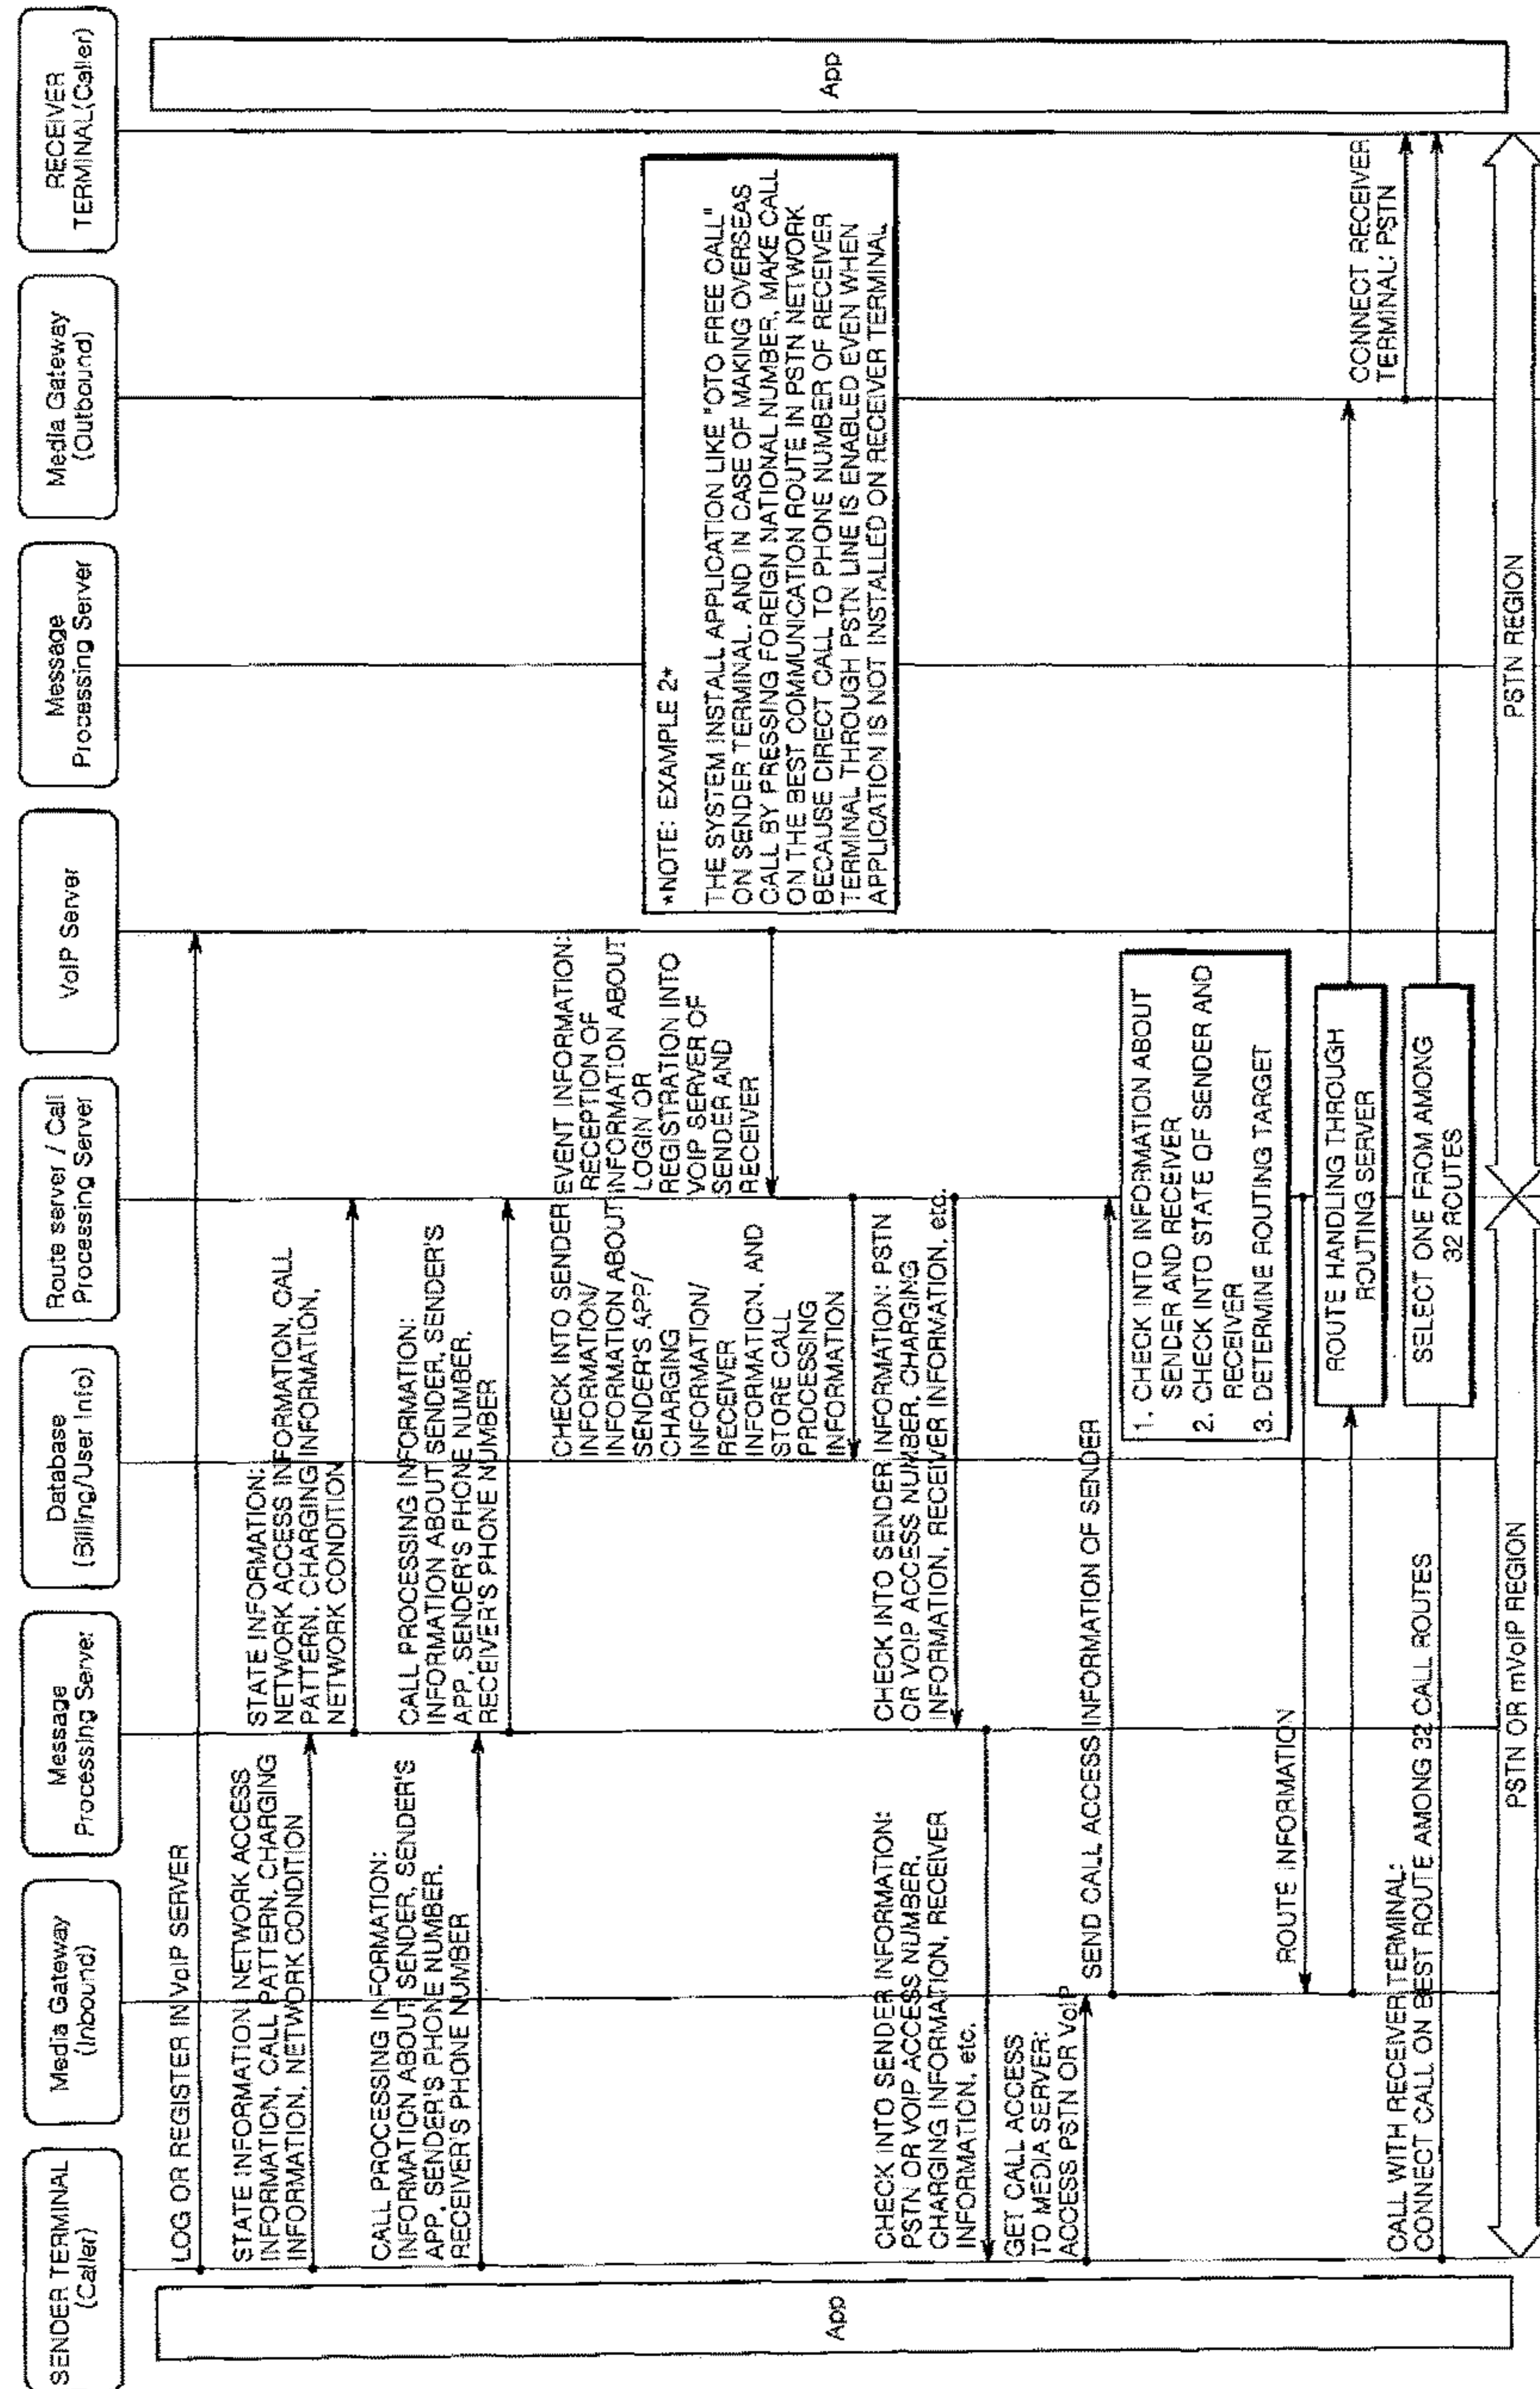 SENDER TERMINAL
(Caller)
Media Gateway
(Inbound)
Message
Processing Server
Database
(Billing/User Info)
Route server / Call
Processing Server
VoIP Server
Message
Processing Server
Media Gateway
(Outbound)
RECEIVER
TERMINAL(Caller)
App
App
LOG OR REGISTER IN VoIP SERVER
STATE INFORMATION: NETWORK ACCESS
INFORMATION, CALL PATTERN, CHARGING
INFORMATION, NETWORK CONDITION
STATE INFORMATION:
NETWORK ACCESS INFORMATION, CALL
PATTERN, CHARGING INFORMATION,
NETWORK CONDITION
CALL PROCESSING INFORMATION:
INFORMATION ABOUT SENDER, SENDER'S
APP, SENDER'S PHONE NUMBER,
RECEIVER'S PHONE NUMBER
CALL PROCESSING INFORMATION:
INFORMATION ABOUT SENDER, SENDER'S
APP, SENDER'S PHONE NUMBER,
RECEIVER'S PHONE NUMBER
EVENT INFORMATION:
RECEPTION OF
INFORMATION ABOUT
LOGIN OR
REGISTRATION INTO
VOIP SERVER OF
SENDER AND
RECEIVER
CHECK INTO SENDER
INFORMATION/
INFORMATION ABOUT
SENDER'S APP/
CHARGING
INFORMATION/
RECEIVER
INFORMATION, AND
STORE CALL
PROCESSING
INFORMATION
*NOTE: EXAMPLE 2*
THE SYSTEM INSTALL APPLICATION LIKE "OTO FREE CALL"
ON SENDER TERMINAL. AND IN CASE OF MAKING OVERSEAS
CALL BY PRESSING FOREIGN NATIONAL NUMBER, MAKE CALL
ON THE BEST COMMUNICATION ROUTE IN PSTN NETWORK
BECAUSE CIRECT CALL TO PHONE NUMBER OF RECEIVER
TERMINAL THROUGH PSTN LINE IS ENABLED EVEN WHEN
APPLICATION IS NOT INSTALLED ON RECEIVER TERMINAL
CHECK INTO SENDER INFORMATION: PSTN
OR VOIP ACCESS NUMBER, CHARGING
INFORMATION, RECEIVER INFORMATION, etc.
CHECK INTO SENDER INFORMATION:
PSTN OR VOIP ACCESS NUMBER,
CHARGING INFORMATION, RECEIVER
INFORMATION, etc.
GET CALL ACCESS
TO MEDIA SERVER:
ACCESS PSTN OR VoIP
SEND CALL ACCESS INFORMATION OF SENDER
1. CHECK INTO INFORMATION ABOUT
SENDER AND RECEIVER
2. CHECK INTO STATE OF SENDER AND
RECEIVER
3. DETERMINE ROUTING TARGET
ROUTE INFORMATION
ROUTE HANDLING THROUGH
ROUTING SERVER
CONNECT RECEIVER
TERMINAL: PSTN
CALL WITH RECEIVER TERMINAL:
CONNECT CALL ON BEST ROUTE AMONG 32 CALL ROUTES
SELECT ONE FROM AMONG
32 ROUTES
PSTN OR mVoIP REGION
PSTN REGION